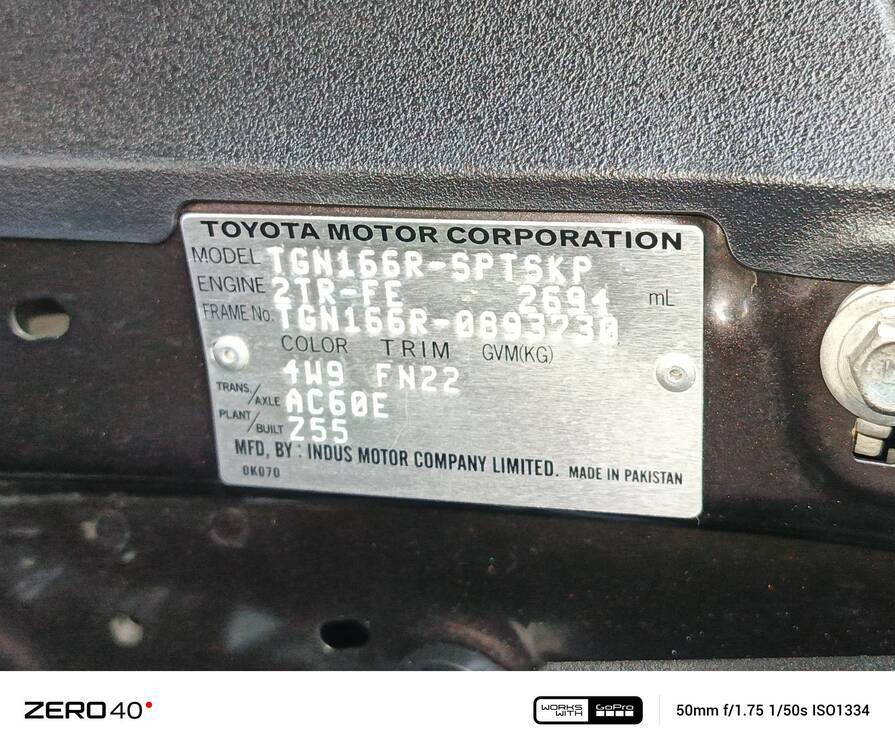 TOYOTA MOTOR CORPORATION
MODEL TGN166R-SPTSKP
ENGINE 2TR-FE - 2694 mL
FRAME No. TGN166R-0893730
COLOR TRIM GVM(KG)
4W9 FN22
TRANS./AXLE AC60E
PLANT/BUILT Z55
MFD, BY : INDUS MOTOR COMPANY LIMITED. MADE IN PAKISTAN
0K070
ZERO 40 WORKS WITH GoPro 50mm f/1.75 1/50s ISO1334